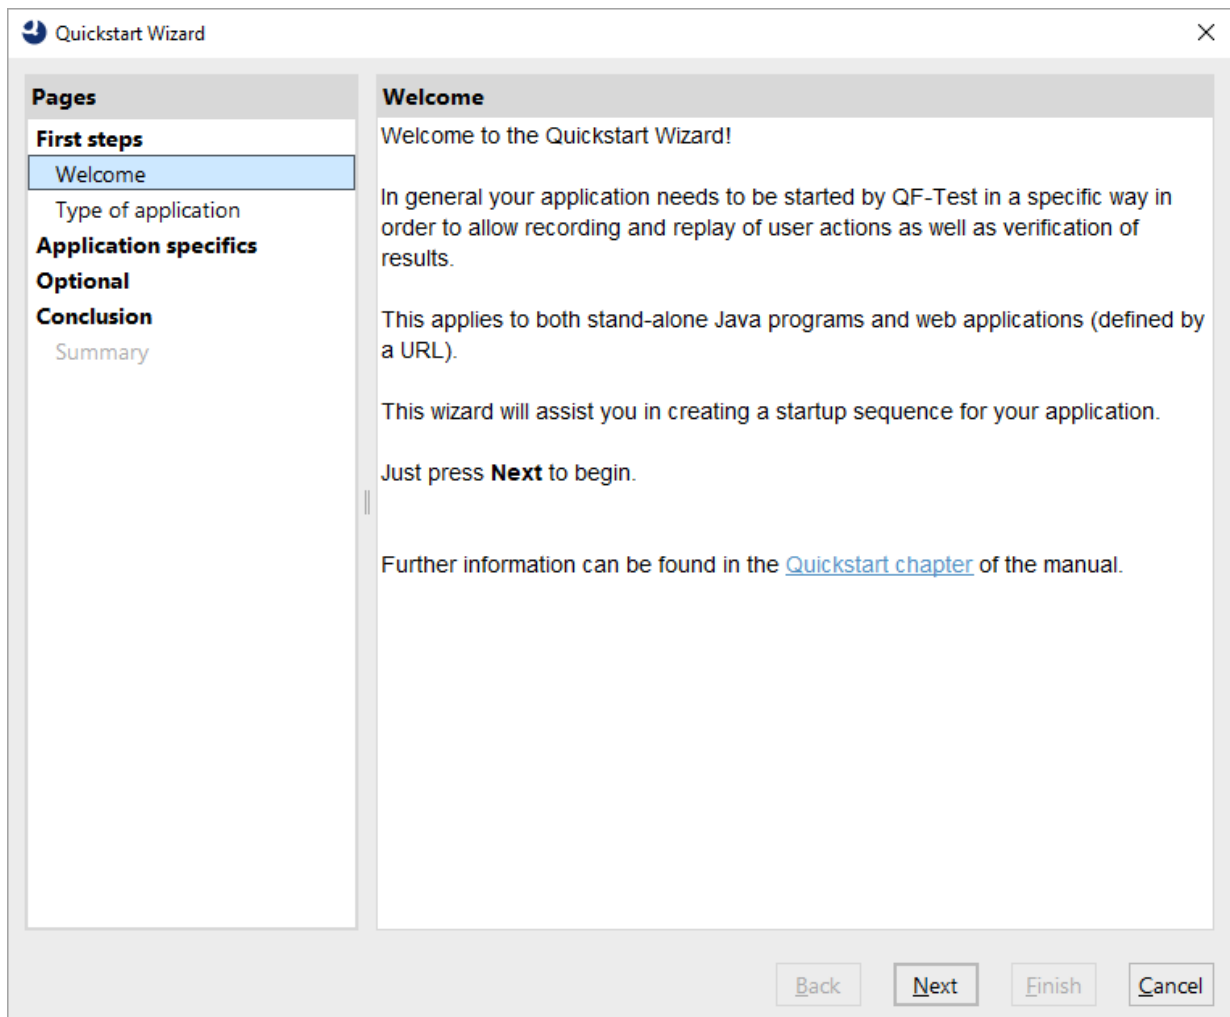 Quickstart Wizard
Pages
First steps
Welcome
Type of application
Application specifics
Optional
Conclusion
Summary
Welcome
Welcome to the Quickstart Wizard!
In general your application needs to be started by QF-Test in a specific way in
order to allow recording and replay of user actions as well as verification of
results.
This applies to both stand-alone Java programs and web applications (defined by
a URL).
This wizard will assist you in creating a startup sequence for your application.
Just press Next to begin.
Further information can be found in the Quickstart chapter of the manual.
Back
Next
Finish
Cancel